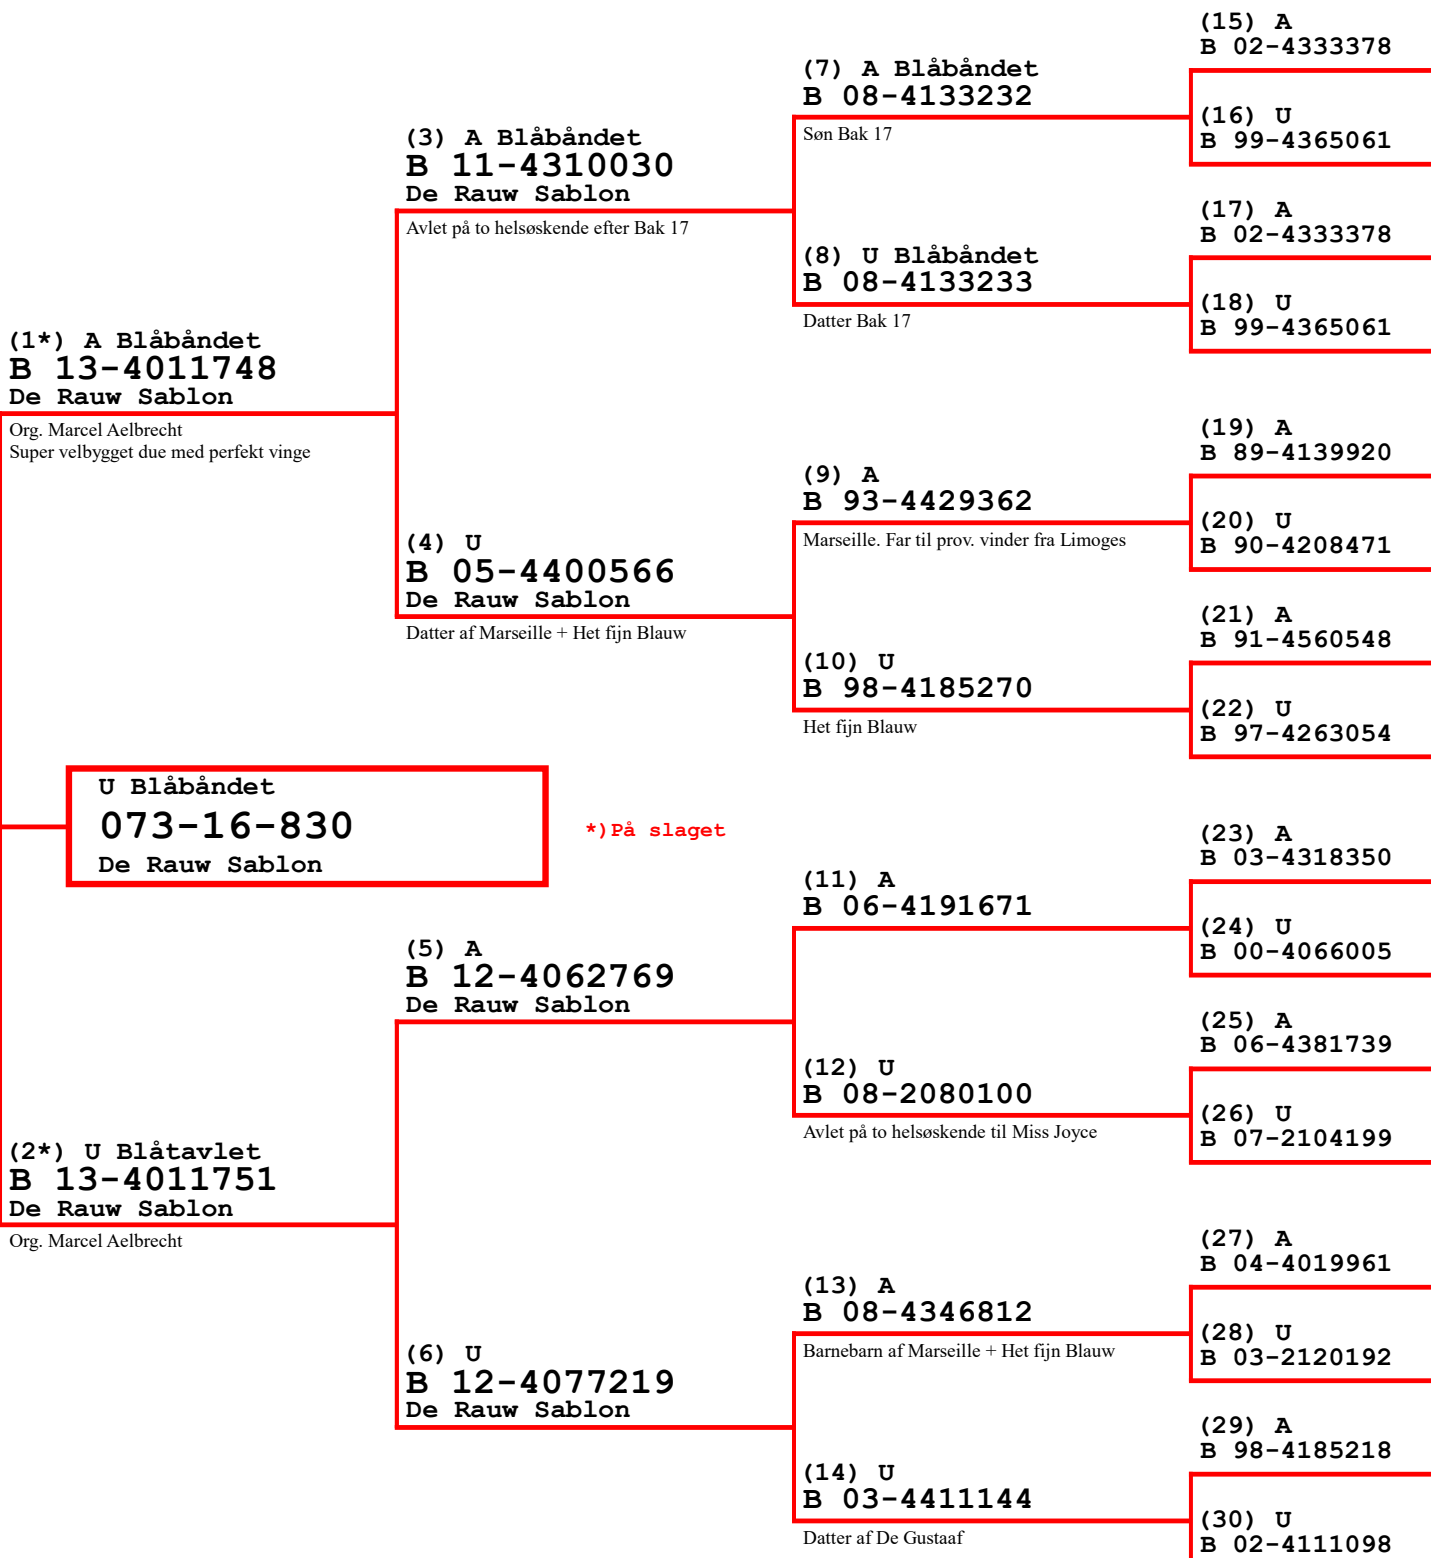 (1*) A Blåbåndet
B 13-4011748
De Rauw Sablon
Org. Marcel Aelbrecht
Super velbygget due med perfekt vinge
U Blåbåndet
073-16-830
De Rauw Sablon
*)På slaget
(2*) U Blåtavlet
B 13-4011751
De Rauw Sablon
Org. Marcel Aelbrecht
(3) A Blåbåndet
B 11-4310030
De Rauw Sablon
Avlet på to helsøskende efter Bak 17
(4) U
B 05-4400566
De Rauw Sablon
Datter af Marseille + Het fijn Blauw
(5) A
B 12-4062769
De Rauw Sablon
(6) U
B 12-4077219
De Rauw Sablon
(7) A Blåbåndet
B 08-4133232
Søn Bak 17
(8) U Blåbåndet
B 08-4133233
Datter Bak 17
(9) A
B 93-4429362
Marseille. Far til prov. vinder fra Limoges
(10) U
B 98-4185270
Het fijn Blauw
(11) A
B 06-4191671
(12) U
B 08-2080100
Avlet på to helsøskende til Miss Joyce
(13) A
B 08-4346812
Barnebarn af Marseille + Het fijn Blauw
(14) U
B 03-4411144
Datter af De Gustaaf
(15) A
B 02-4333378
(16) U
B 99-4365061
(17) A
B 02-4333378
(18) U
B 99-4365061
(19) A
B 89-4139920
(20) U
B 90-4208471
(21) A
B 91-4560548
(22) U
B 97-4263054
(23) A
B 03-4318350
(24) U
B 00-4066005
(25) A
B 06-4381739
(26) U
B 07-2104199
(27) A
B 04-4019961
(28) U
B 03-2120192
(29) A
B 98-4185218
(30) U
B 02-4111098